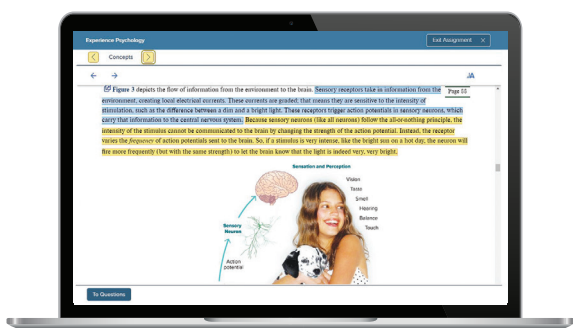 Experience Psychology
Exit Assignment X
Concepts
Figure 3 depicts the flow of information from the environment to the brain. Sensory receptors take in information from the
Page 83
environment, creating local electrical currents. These currents are graded; that means they are sensitive to the intensity of
stimulation, such as the difference between a dim and a bright light. These receptors trigger action potentials in sensory neurons, which
carry that information to the central nervous system. Because sensory neurons (like all neurons) follow the all-or-nothing principle, the
intensity of the stimulus cannot be communicated to the brain by changing the strength of the action potential. Instead, the receptor
varies the frequency of action potentials sent to the brain. So, if a stimulus is very intense, like the bright sun on a hot day, the neuron will
fire more frequently (but with the same strength) to let the brain know that the light is indeed very, very bright.
Sensation and Perception
Vision
Taste
Smell
Hearing
Balance
Touch
Sensory
Neuron
Action
potential
To Questions